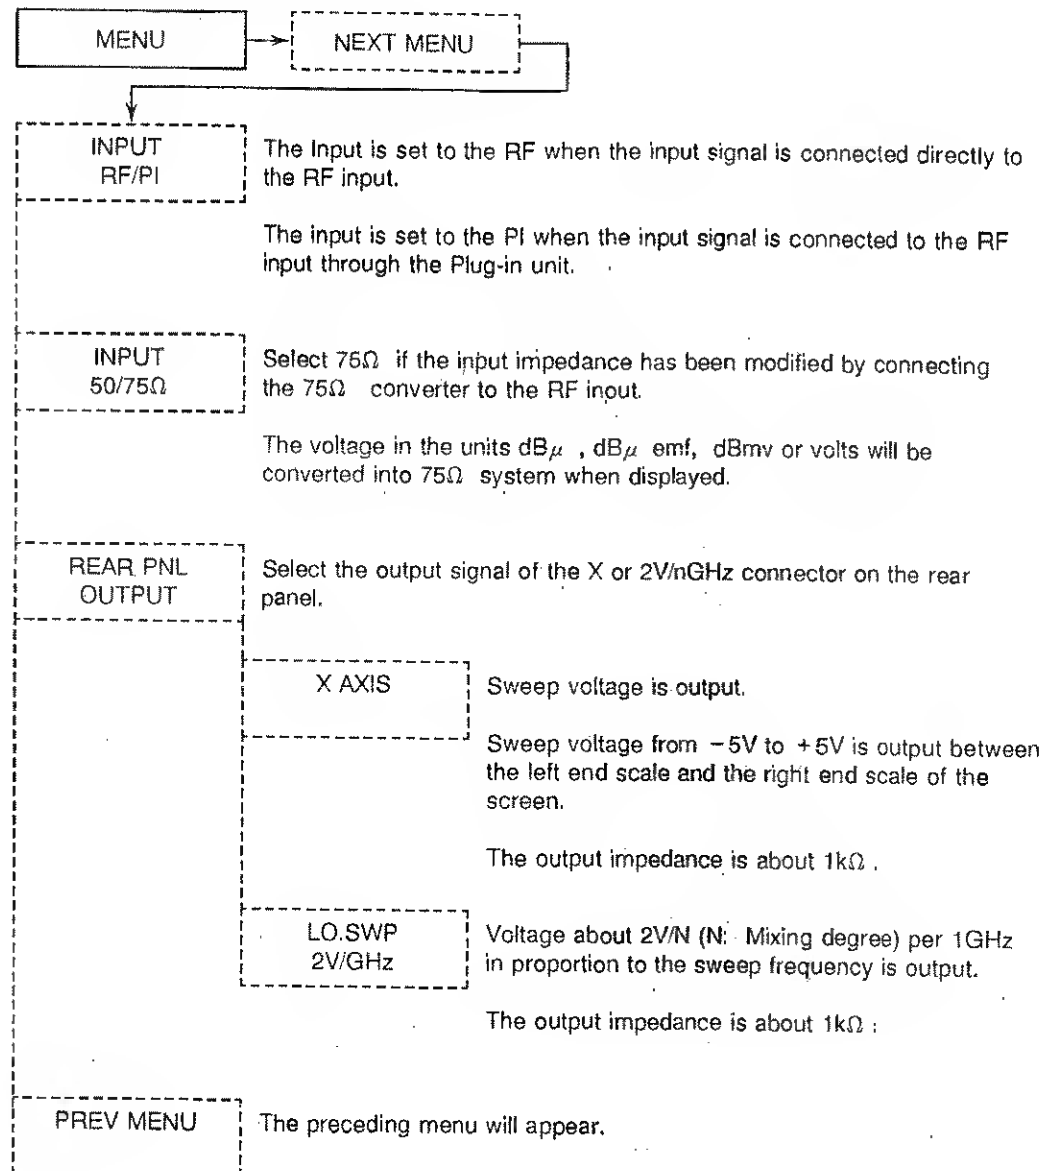 MENU
NEXT MENU
INPUT
RF/PI
The Input is set to the RF when the input signal is connected directly to
the RF input.
The input is set to the PI when the input signal is connected to the RF
input through the Plug-in unit.
INPUT
50/75Ω
Select 75Ω if the input impedance has been modified by connecting
the 75Ω converter to the RF input.
The voltage in the units dBμ , dBμ emf, dBmv or volts will be
converted into 75Ω system when displayed.
REAR PNL
OUTPUT
Select the output signal of the X or 2V/nGHz connector on the rear
panel.
X AXIS
Sweep voltage is output.
Sweep voltage from −5V to +5V is output between
the left end scale and the right end scale of the
screen.
The output impedance is about 1kΩ .
LO.SWP
2V/GHz
Voltage about 2V/N (N: Mixing degree) per 1GHz
in proportion to the sweep frequency is output.
The output impedance is about 1kΩ .
PREV MENU
The preceding menu will appear.